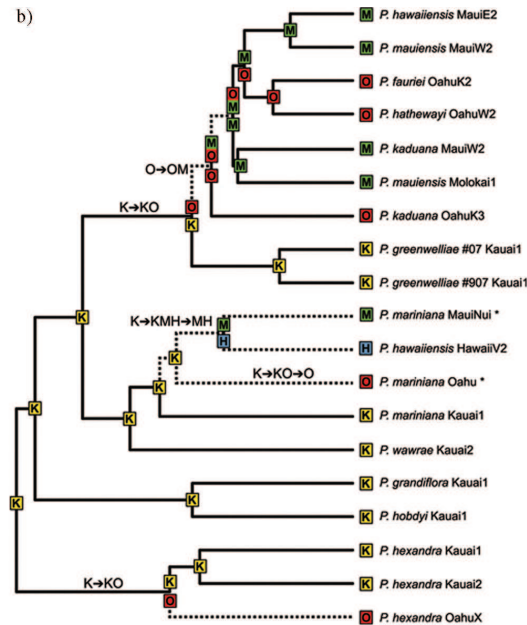 b)
M P. hawaiiensis MauiE2
M
M P. mauiensis MauiW2
M
O
O P. fauriei OahuK2
O
O P. hathewayi OahuW2
O
M
M
M P. kaduana MauiW2
M
M P. mauiensis Molokai1
O→OM
M
O
O
O P. kaduana OahuK3
K→KO
O
K
K P. greenwelliae #07 Kauai1
K
K P. greenwelliae #907 Kauai1
M P. mariniana MauiNui *
K→KMH→MH
M
H
H P. hawaiiensis HawaiiV2
K
K→KO→O
O P. mariniana Oahu *
K
K
K P. mariniana Kauai1
K
K P. wawrae Kauai2
K
K P. grandiflora Kauai1
K
K P. hobdyi Kauai1
K
K P. hexandra Kauai1
K
K→KO
K
O
K P. hexandra Kauai2
O P. hexandra OahuX